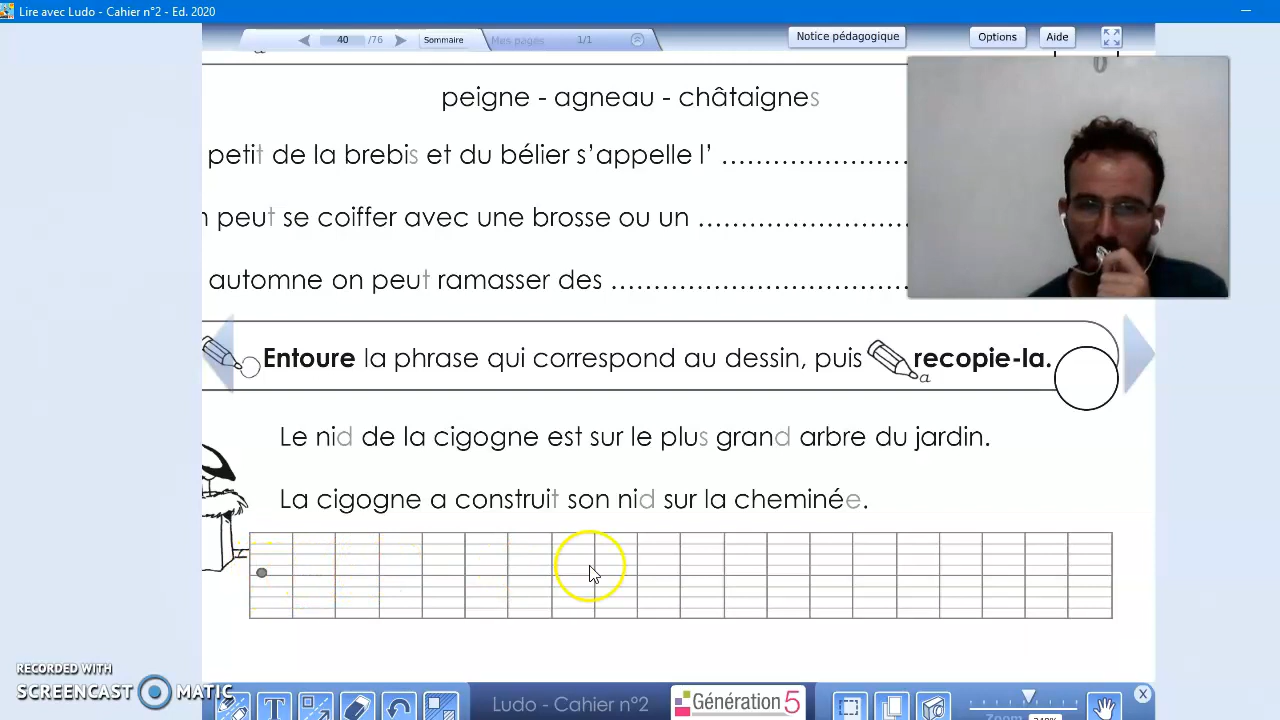 Lire avec Ludo - Cahier n°2 - Ed. 2020
40 /76 Sommaire Mes pages 1/1 Notice pédagogique Options Aide
peigne - agneau - châtaignes
petit de la brebis et du bélier s'appelle l' ........................
peut se coiffer avec une brosse ou un ...........................
automne on peut ramasser des ......................................
Entoure la phrase qui correspond au dessin, puis recopie-la.
a
Le nid de la cigogne est sur le plus grand arbre du jardin.
La cigogne a construit son nid sur la cheminée.
RECORDED WITH
SCREENCAST MATIC
T Ludo - Cahier n°2 Génération 5 X
Zoom